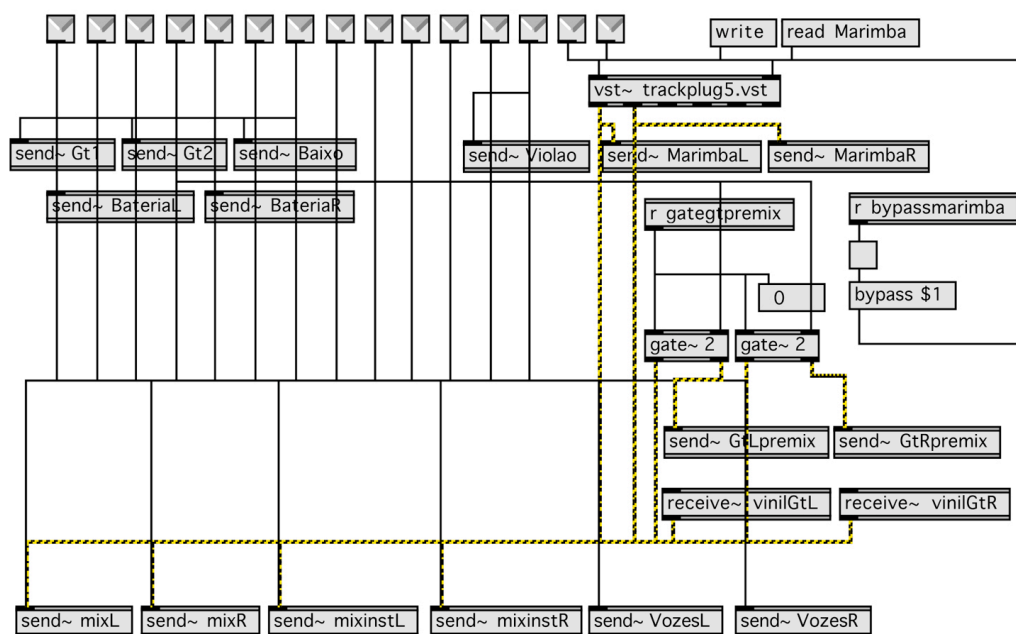 write
read Marimba
vst~ trackplug5.vst
send~ Gt1
send~ Gt2
send~ Baixo
send~ Violao
send~ MarimbaL
send~ MarimbaR
send~ BateriaL
send~ BateriaR
r gategtpremix
r bypassmarimba
0
bypass $1
gate~ 2
gate~ 2
send~ GtLpremix
send~ GtRpremix
receive~ vinilGtL
receive~ vinilGtR
send~ mixL
send~ mixR
send~ mixinstL
send~ mixinstR
send~ VozesL
send~ VozesR